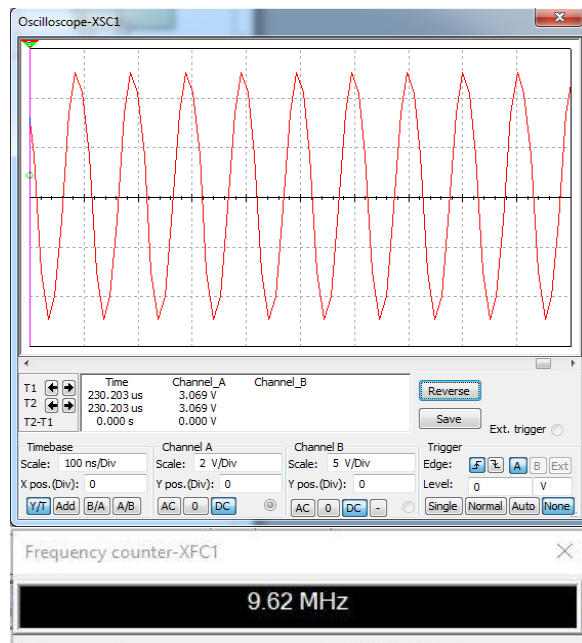 Oscilloscope-XSC1
x
Time Channel_A Channel_B
T1 230.203 us 3.069 V
T2 230.203 us 3.069 V
T2-T1 0.000 s 0.000 V
Reverse
Save
Ext. trigger
Timebase
Scale: 100 ns/Div
X pos.(Div): 0
Y/T Add B/A A/B
Channel A
Scale: 2 V/Div
Y pos.(Div): 0
AC 0 DC
Channel B
Scale: 5 V/Div
Y pos.(Div): 0
AC 0 DC -
Trigger
Edge: A B Ext
Level: 0 V
Single Normal Auto None
Frequency counter-XFC1
9.62 MHz